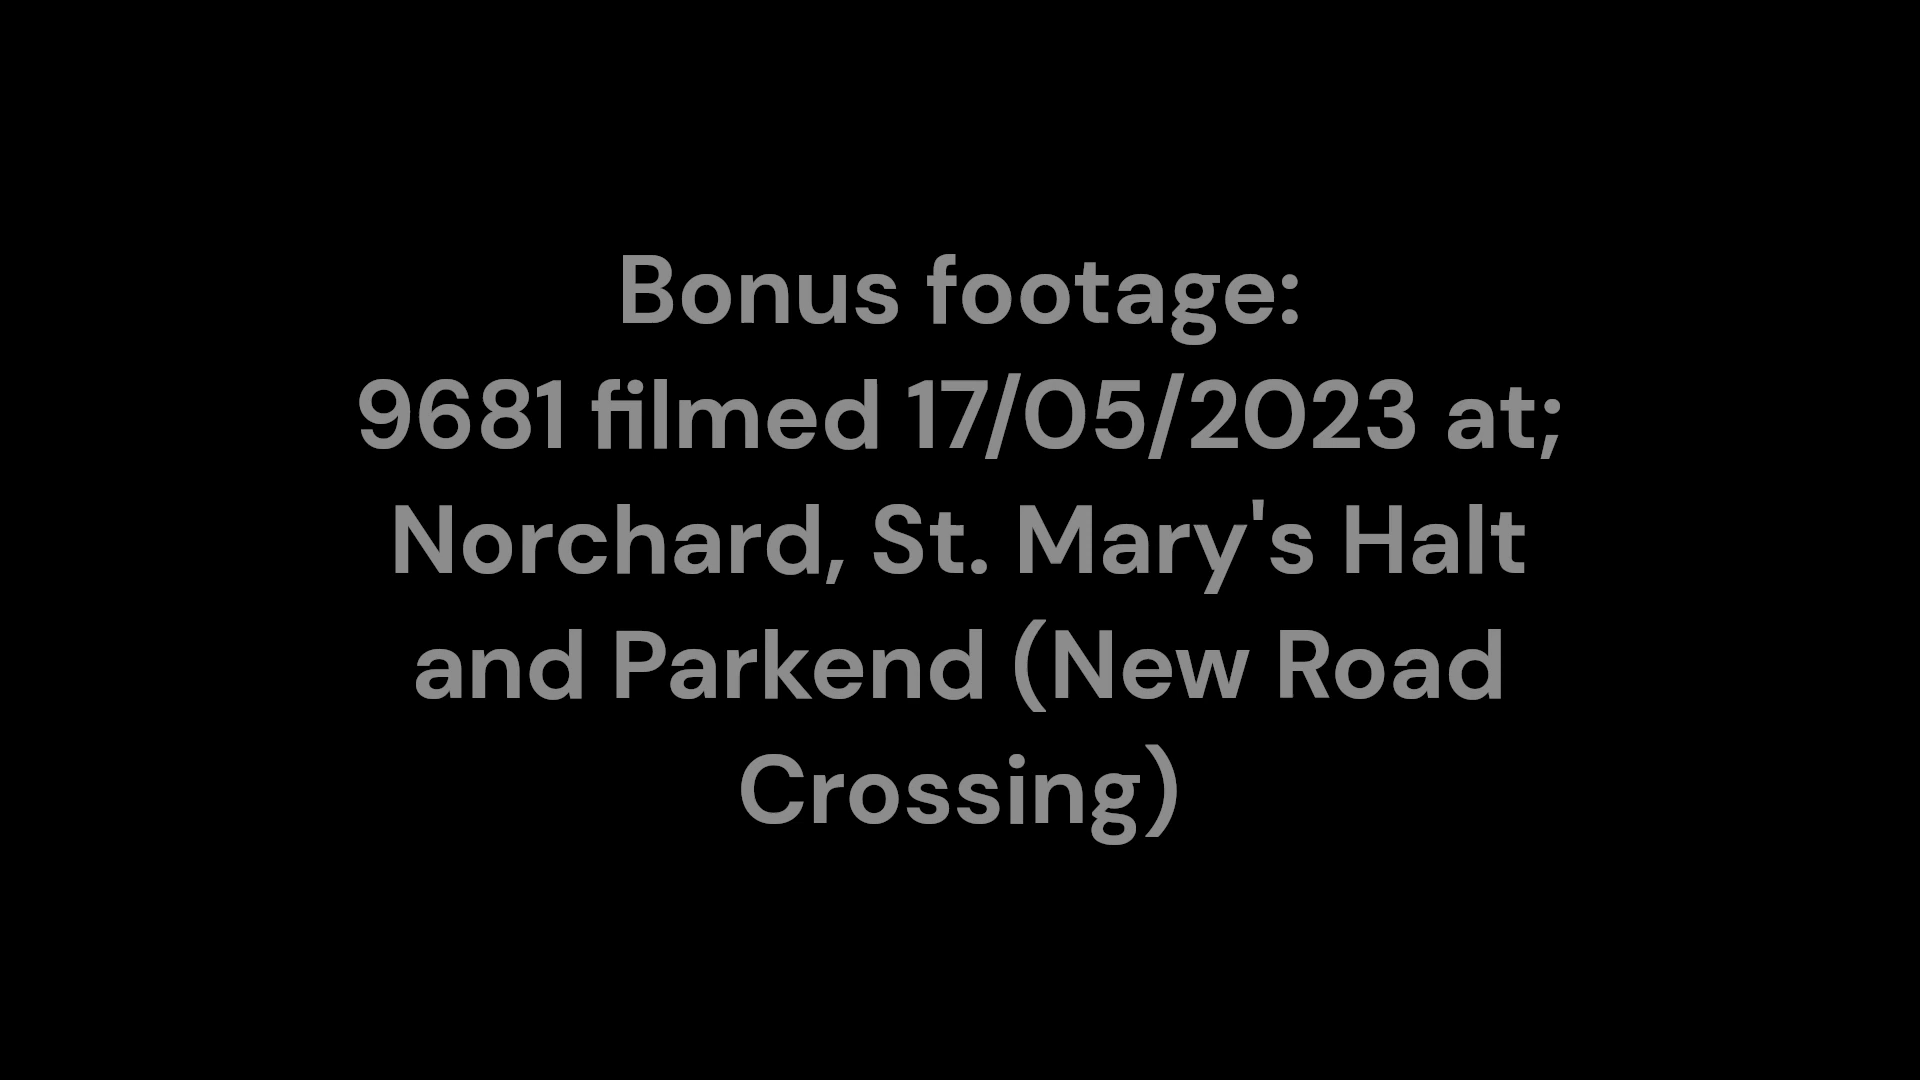 Bonus footage:
9681 filmed 17/05/2023 at;
Norchard, St. Mary's Halt
and Parkend (New Road
Crossing)